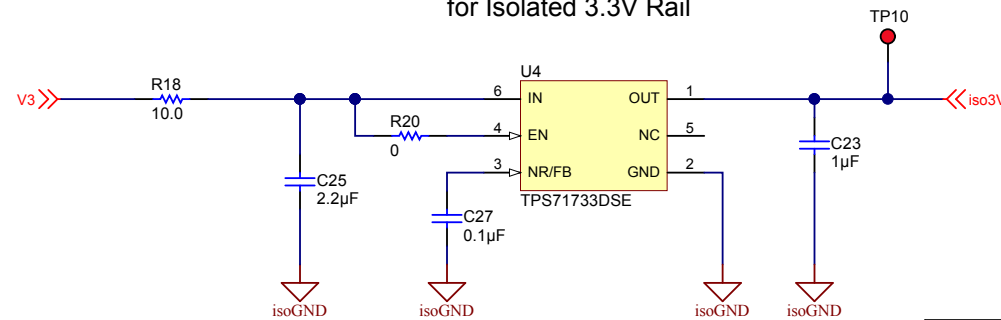 for Isolated 3.3V Rail
TP10
V3
R18
10.0
U4
6
IN
OUT
1
iso3V
R20
0
4
EN
NC
5
C23
1µF
3
NR/FB
GND
2
TPS71733DSE
C25
2.2µF
C27
0.1µF
isoGND
isoGND
isoGND
isoGND